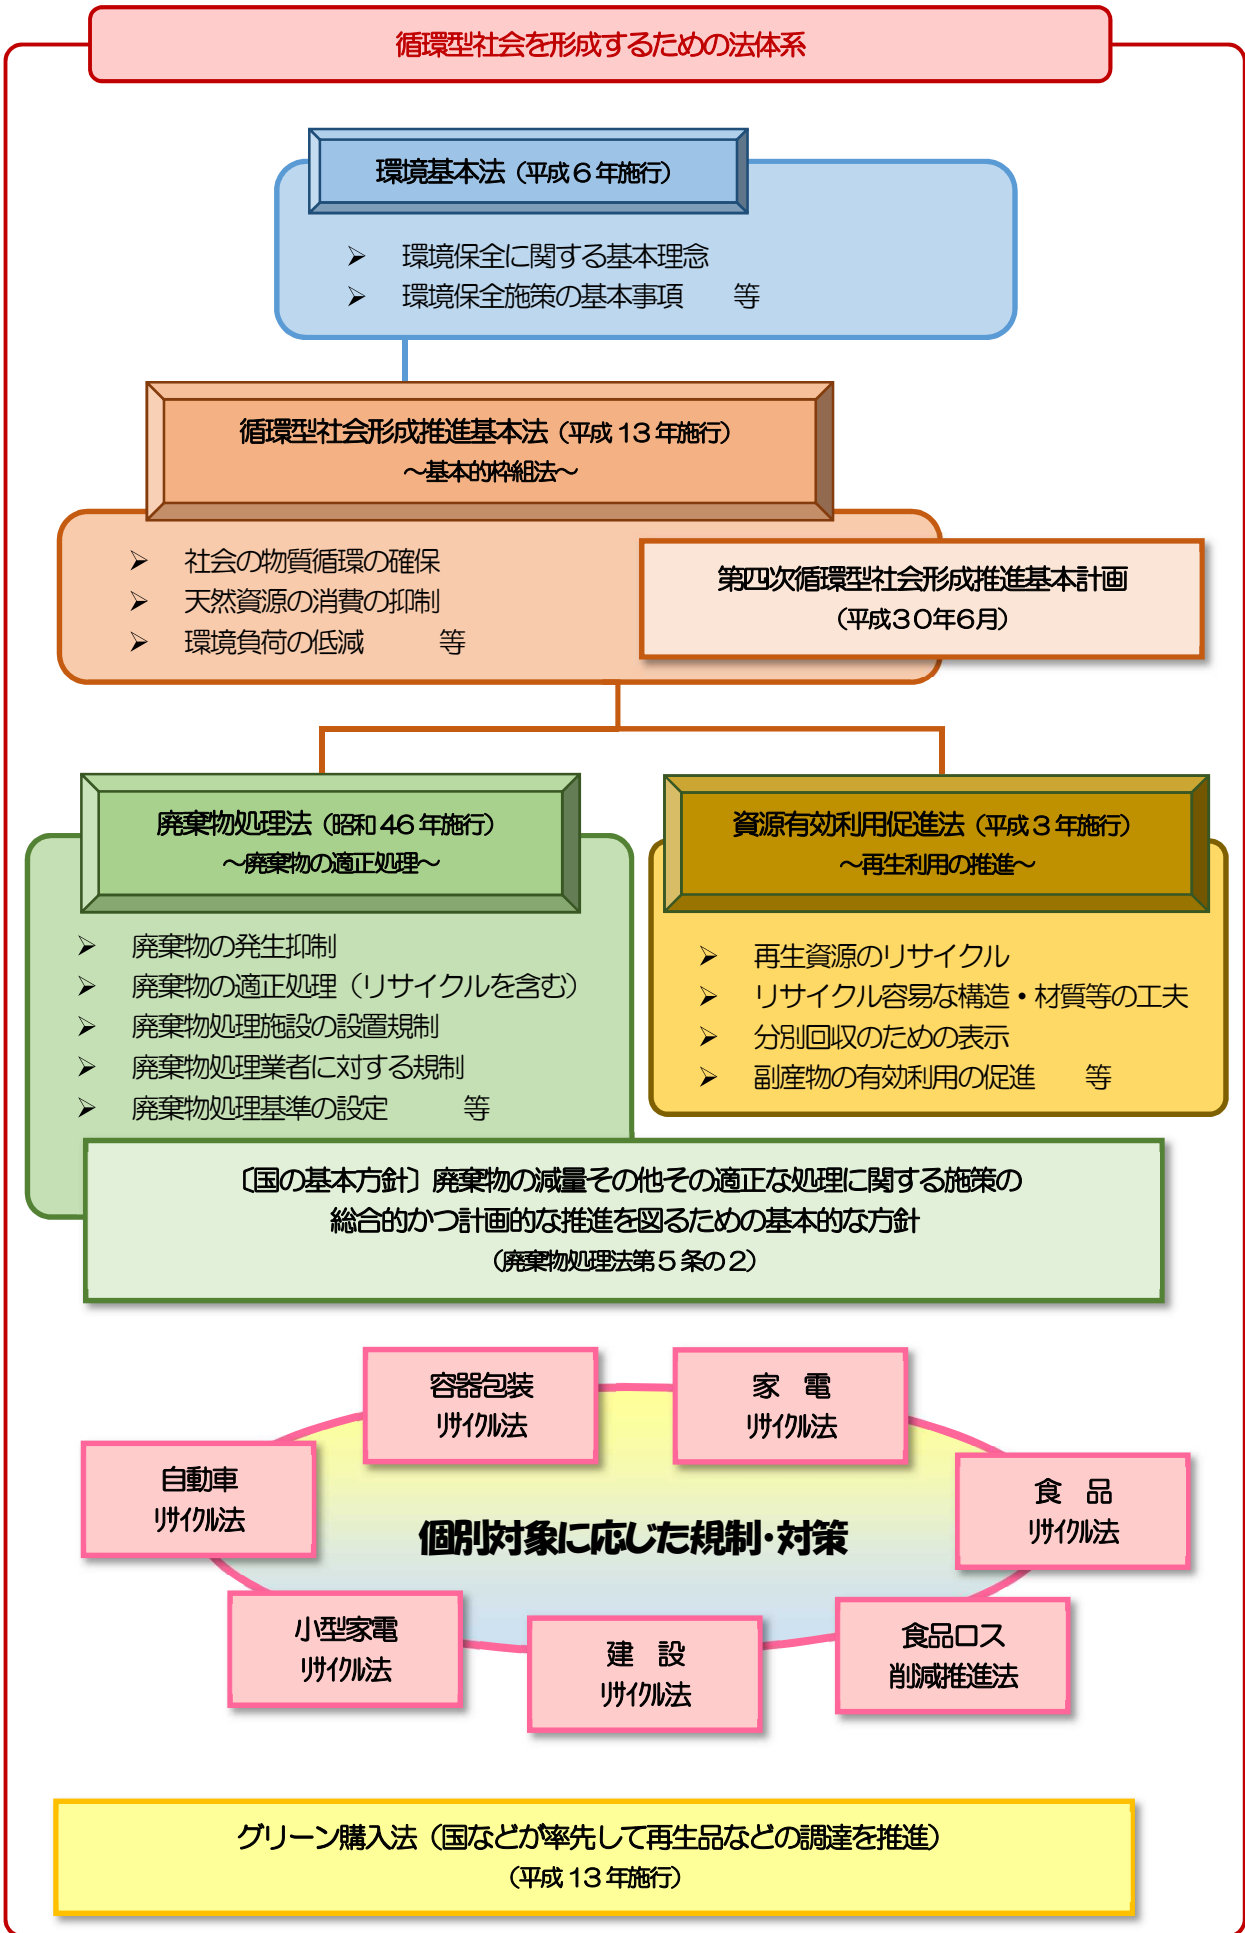 循環型社会を形成するための法体系
環境基本法（平成6年施行）
➢ 環境保全に関する基本理念
➢ 環境保全施策の基本事項　等
循環型社会形成推進基本法（平成13年施行）
～基本的枠組法～
➢ 社会の物質循環の確保
➢ 天然資源の消費の抑制
➢ 環境負荷の低減　等
第四次循環型社会形成推進基本計画
（平成３０年６月）
廃棄物処理法（昭和46年施行）
～廃棄物の適正処理～
➢ 廃棄物の発生抑制
➢ 廃棄物の適正処理（リサイクルを含む）
➢ 廃棄物処理施設の設置規制
➢ 廃棄物処理業者に対する規制
➢ 廃棄物処理基準の設定　等
資源有効利用促進法（平成3年施行）
～再生利用の推進～
➢ 再生資源のリサイクル
➢ リサイクル容易な構造・材質等の工夫
➢ 分別回収のための表示
➢ 副産物の有効利用の促進　等
〔国の基本方針〕廃棄物の減量その他その適正な処理に関する施策の
総合的かつ計画的な推進を図るための基本的な方針
（廃棄物処理法第5条の2）
容器包装
ﾘｻｲｸﾙ法
家　電
ﾘｻｲｸﾙ法
自動車
ﾘｻｲｸﾙ法
食　品
ﾘｻｲｸﾙ法
個別対象に応じた規制・対策
小型家電
ﾘｻｲｸﾙ法
建　設
ﾘｻｲｸﾙ法
食品ロス
削減推進法
グリーン購入法（国などが率先して再生品などの調達を推進）
（平成13年施行）